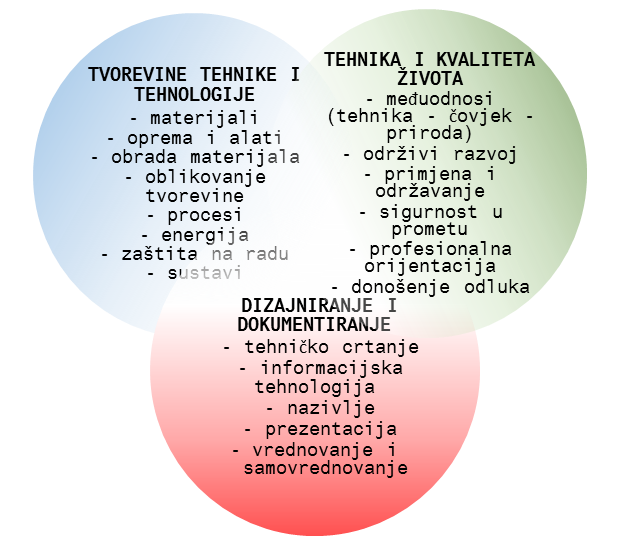 TVOREVINE TEHNIKE I
TEHNOLOGIJE
- materijali
- oprema i alati
- obrada materijala
- oblikovanje
tvorevine
- procesi
- energija
- zaštita na radu
- sustavi
TEHNIKA I KVALITETA
ŽIVOTA
- međuodnosi
(tehnika - čovjek -
priroda)
- održivi razvoj
- primjena i
održavanje
- sigurnost u
prometu
- profesionalna
orijentacija
- donošenje odluka
DIZAJNIRANJE I
DOKUMENTIRANJE
- tehničko crtanje
- informacijska
tehnologija
- nazivlje
- prezentacija
- vrednovanje i
samovrednovanje